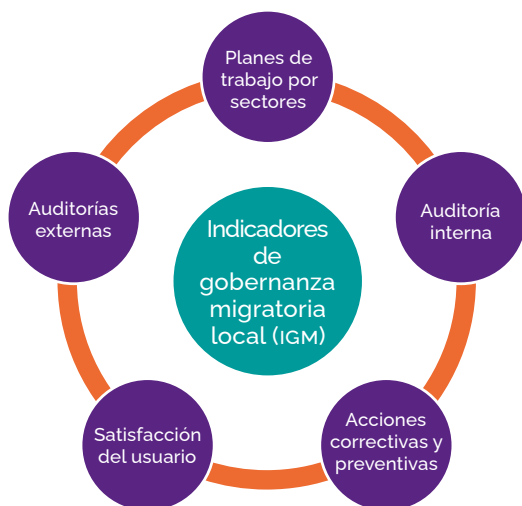 Planes de
trabajo por
sectores
Auditoría
interna
Acciones
correctivas y
preventivas
Satisfacción
del usuario
Auditorías
externas
Indicadores
de
gobernanza
migratoria
local (IGM)